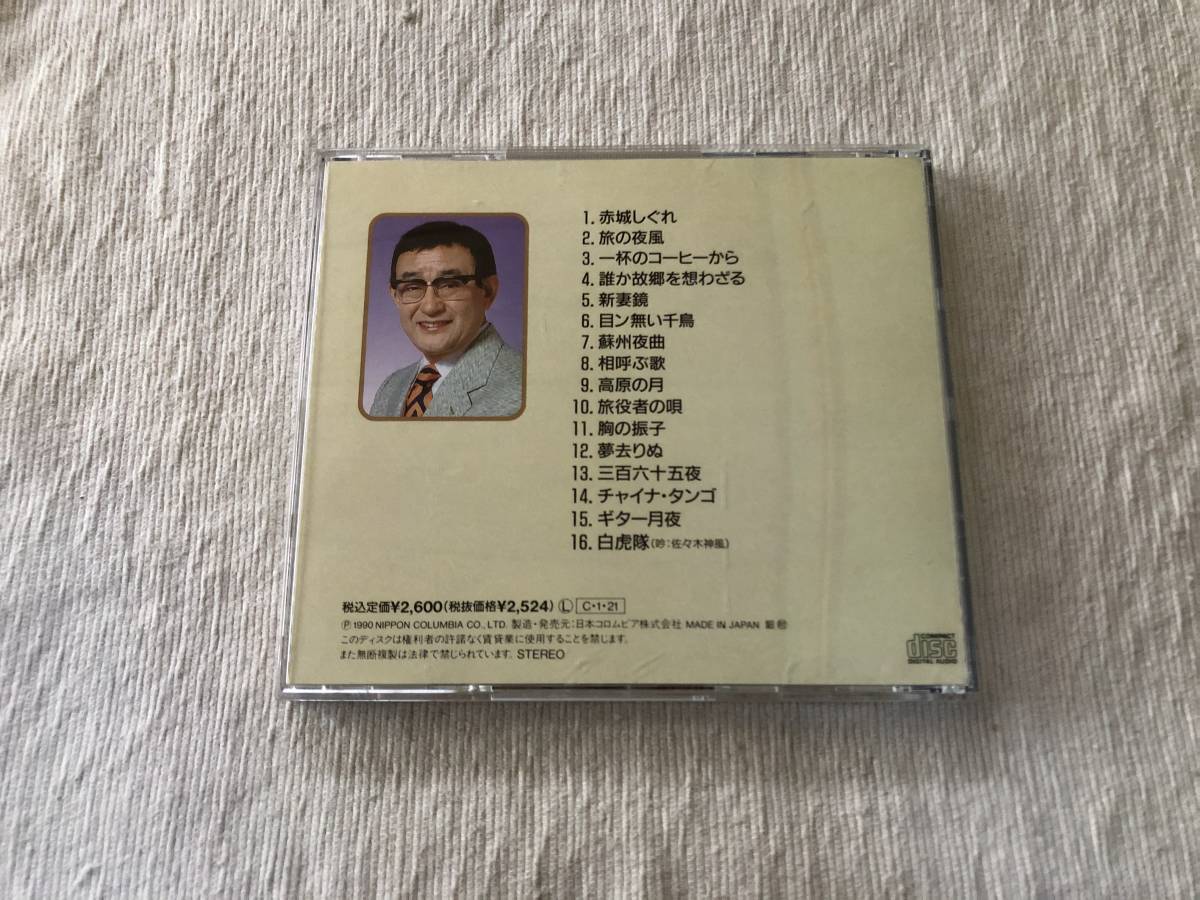 1. 赤城しぐれ
2. 旅の夜風
3. 一杯のコーヒーから
4. 誰か故郷を想わざる
5. 新妻鏡
6. 目ン無い千鳥
7. 蘇州夜曲
8. 相呼ぶ歌
9. 高原の月
10. 旅役者の唄
11. 胸の振子
12. 夢去りぬ
13. 三百六十五夜
14. チャイナ・タンゴ
15. ギター月夜
16. 白虎隊(吟:佐々木神風)
税込定価¥2,600(税抜価格¥2,524) Ⓛ C・1・21
Ⓟ1990 NIPPON COLUMBIA CO., LTD. 製造・発売元:日本コロムビア株式会社 MADE IN JAPAN
このディスクは権利者の許諾なく賃貸業に使用することを禁じます。
また無断複製は法律で禁じられています。 STEREO
COMPACT
disc
DIGITAL AUDIO